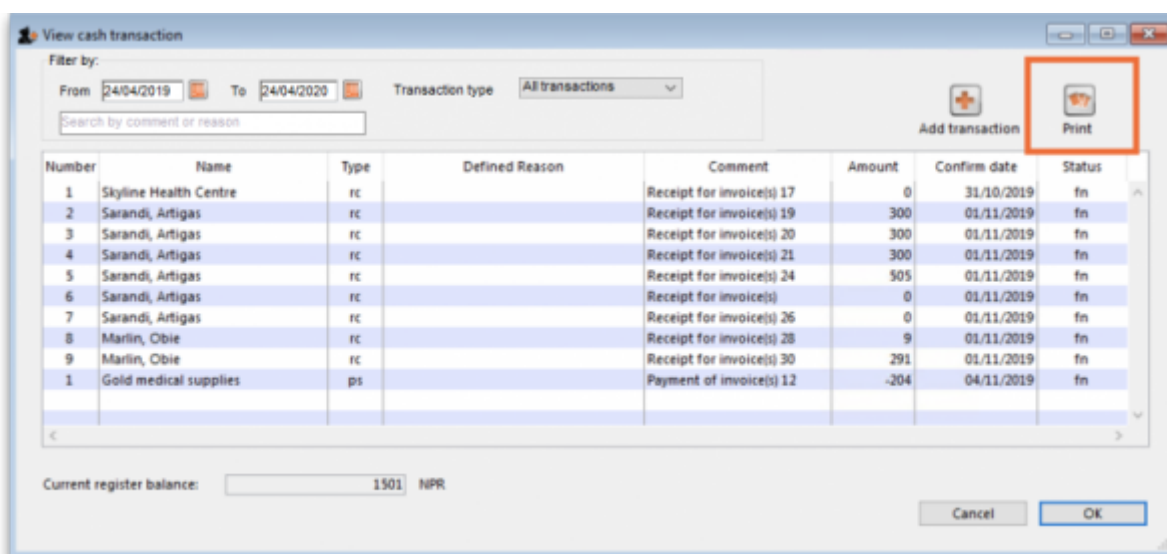 View cash transaction
Filter by:
From 24/04/2019 To 24/04/2020 Transaction type All transactions
Search by comment or reason
Add transaction Print
Number Name Type Defined Reason Comment Amount Confirm date Status
1 Skyline Health Centre rc Receipt for invoice(s) 17 0 31/10/2019 fn
2 Sarandi, Artigas rc Receipt for invoice(s) 19 300 01/11/2019 fn
3 Sarandi, Artigas rc Receipt for invoice(s) 20 300 01/11/2019 fn
4 Sarandi, Artigas rc Receipt for invoice(s) 21 300 01/11/2019 fn
5 Sarandi, Artigas rc Receipt for invoice(s) 24 505 01/11/2019 fn
6 Sarandi, Artigas rc Receipt for invoice(s) 0 01/11/2019 fn
7 Sarandi, Artigas rc Receipt for invoice(s) 26 0 01/11/2019 fn
8 Marlin, Obie rc Receipt for invoice(s) 28 9 01/11/2019 fn
9 Marlin, Obie rc Receipt for invoice(s) 30 291 01/11/2019 fn
1 Gold medical supplies ps Payment of invoice(s) 12 -204 04/11/2019 fn
Current register balance: 1501 NPR
Cancel OK